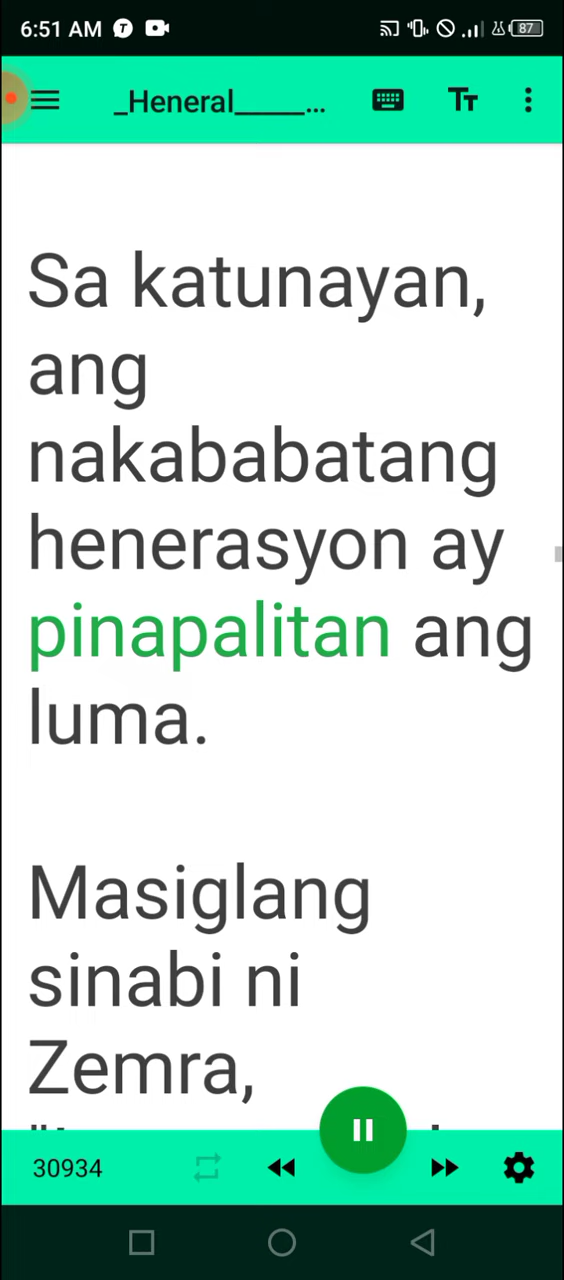 6:51 AM
87
_Heneral_____...
Tт
Sa katunayan,
ang
nakababatang
henerasyon ay
pinapalitan ang
luma.
Masiglang
sinabi ni
Zemra,
30934